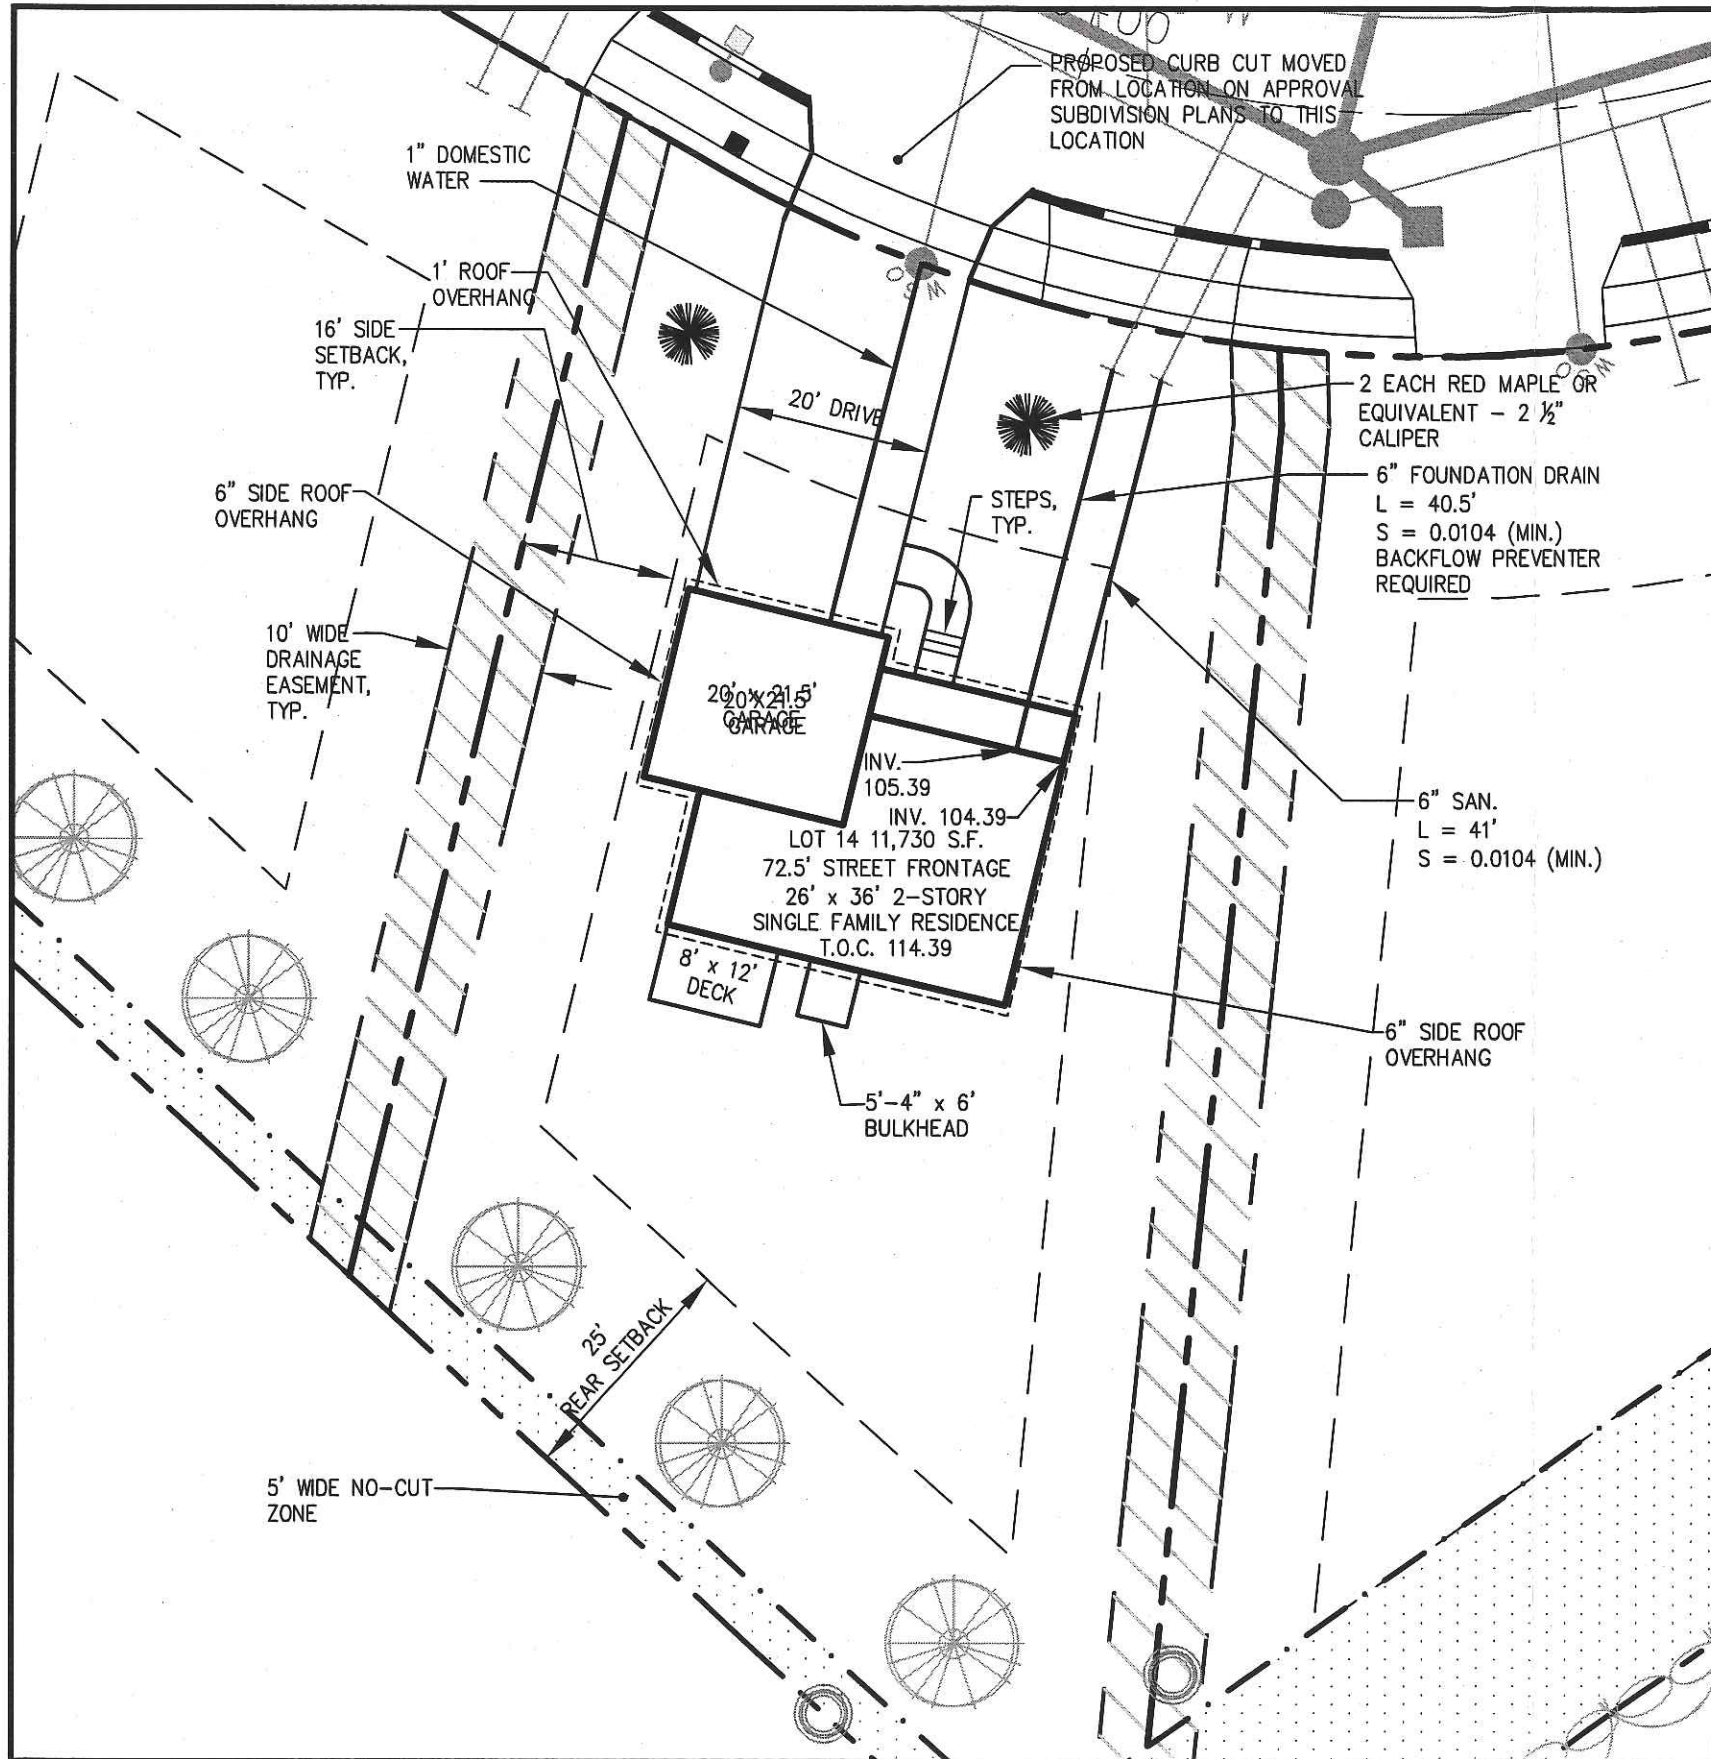 PROPOSED CURB CUT MOVED
FROM LOCATION ON APPROVAL
SUBDIVISION PLANS TO THIS
LOCATION
1" DOMESTIC
WATER
1' ROOF
OVERHANG
16' SIDE
SETBACK,
TYP.
20' DRIVE
2 EACH RED MAPLE OR
EQUIVALENT - 2 ½"
CALIPER
6" SIDE ROOF
OVERHANG
STEPS,
TYP.
6" FOUNDATION DRAIN
L = 40.5'
S = 0.0104 (MIN.)
BACKFLOW PREVENTER
REQUIRED
10' WIDE
DRAINAGE
EASEMENT,
TYP.
20' x 21.5'
GARAGE
20'X21.5'
GARAGE
INV.
105.39
INV. 104.39
LOT 14 11,730 S.F.
72.5' STREET FRONTAGE
26' x 36' 2-STORY
SINGLE FAMILY RESIDENCE
T.O.C. 114.39
6" SAN.
L = 41'
S = 0.0104 (MIN.)
8' x 12'
DECK
6" SIDE ROOF
OVERHANG
5'-4" x 6'
BULKHEAD
25'
REAR SETBACK
5' WIDE NO-CUT
ZONE